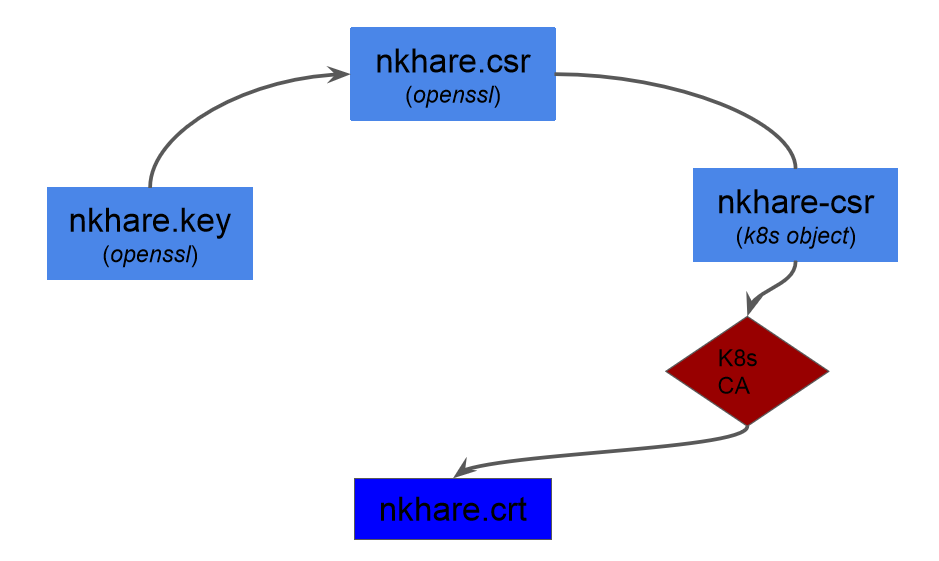 nkhare.csr
(openssl)
nkhare.key
(openssl)
nkhare-csr
(k8s object)
K8s
CA
nkhare.crt